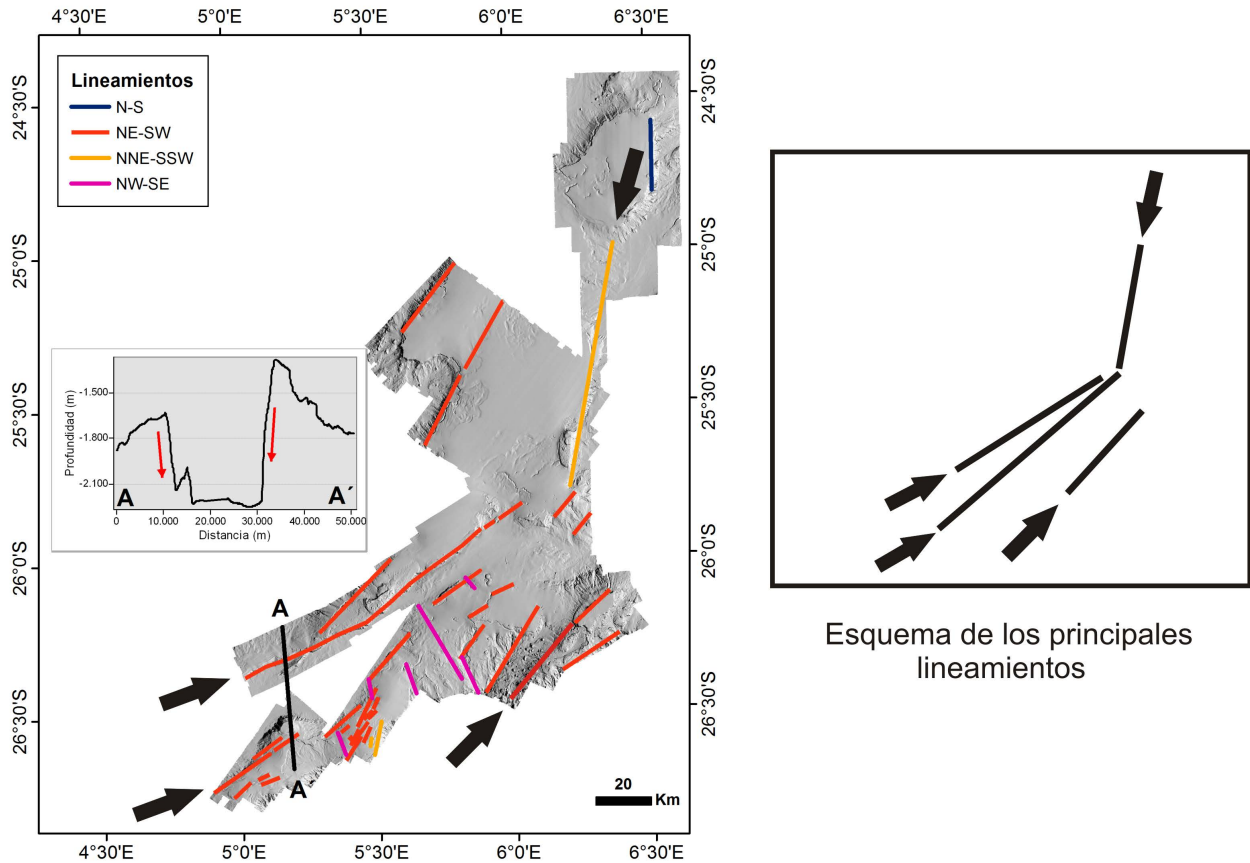 4°30'E 5°0'E 5°30'E 6°0'E 6°30'E
Lineamientos
N-S
NE-SW
NNE-SSW
NW-SE
24°30'S
24°30'S
25°0'S
25°0'S
25°30'S
25°30'S
26°0'S
26°0'S
26°30'S
26°30'S
Profundidad (m)
-1.500
-1.800
-2.100
A A´
0 10.000 20.000 30.000 40.000 50.000
Distancia (m)
A
A´
20
Km
4°30'E 5°0'E 5°30'E 6°0'E 6°30'E
Esquema de los principales
lineamientos